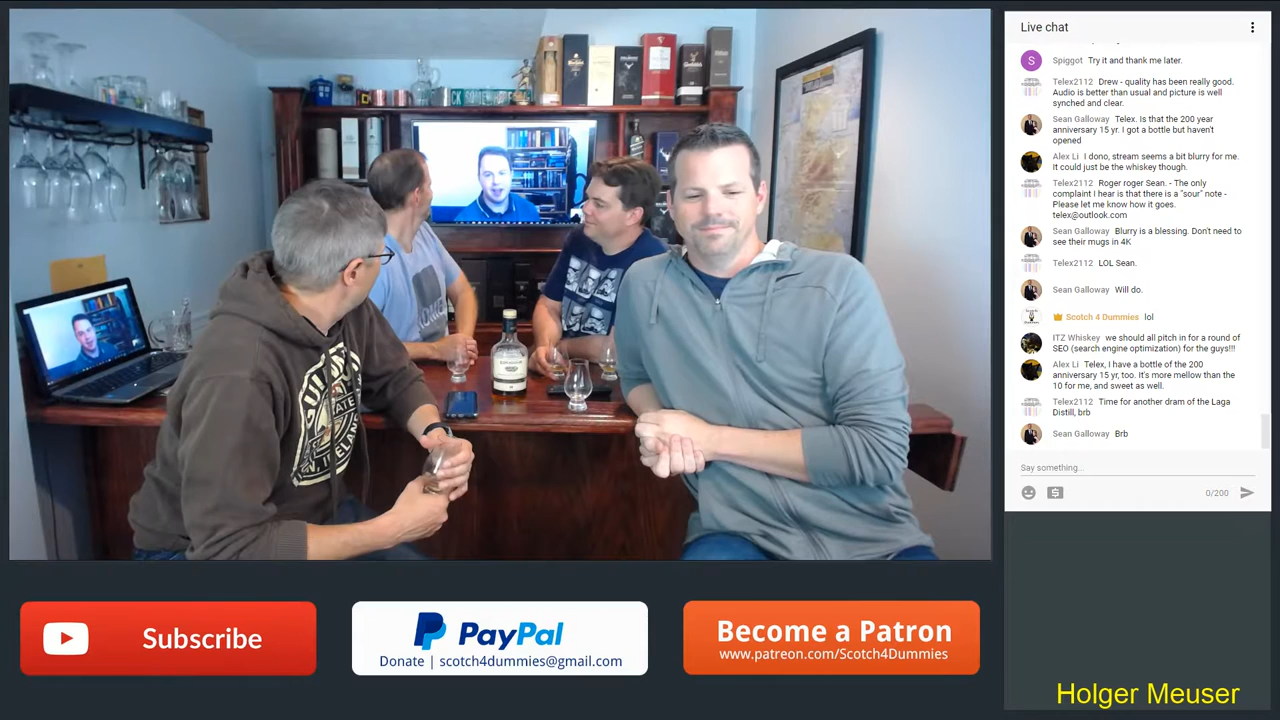 Live chat
S
Spiggot Try it and thank me later.
Telex2112 Drew - quality has been really good.
Audio is better than usual and picture is well
synched and clear.
Sean Galloway Telex. Is that the 200 year
anniversary 15 yr. I got a bottle but haven't
opened
Alex Li I dono, stream seems a bit blurry for me.
It could just be the whiskey though.
Telex2112 Roger roger Sean. - The only
complaint I hear is that there is a "sour" note -
Please let me know how it goes.
telex@outlook.com
Sean Galloway Blurry is a blessing. Don't need to
see their mugs in 4K
Telex2112 LOL Sean.
Sean Galloway Will do.
Scotch 4 Dummies lol
ITZ Whiskey we should all pitch in for a round of
SEO (search engine optimization) for the guys!!!
Alex Li Telex, I have a bottle of the 200
anniversary 15 yr, too. It's more mellow than the
10 for me, and sweet as well.
Telex2112 Time for another dram of the Laga
Distill, brb
Sean Galloway Brb
Say something...
0/200
Subscribe
PayPal
Donate | scotch4dummies@gmail.com
Become a Patron
www.patreon.com/Scotch4Dummies
Holger Meuser